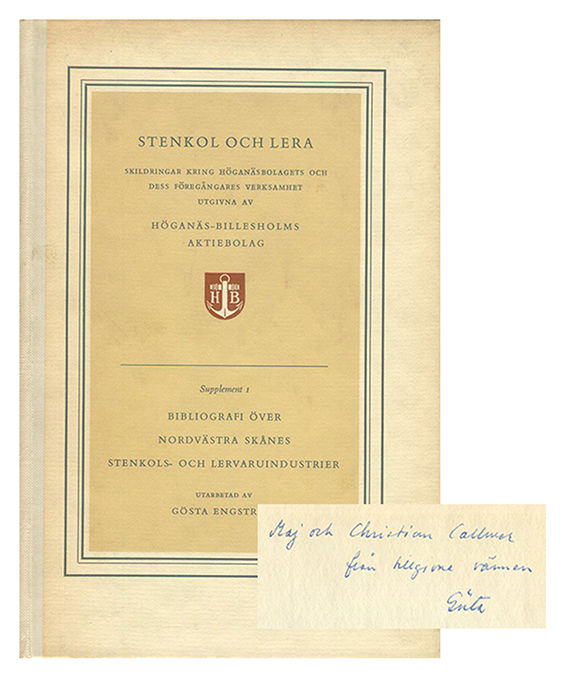 STENKOL OCH LERA
SKILDRINGAR KRING HÖGANÄSBOLAGETS OCH
DESS FÖREGÅNGARES VERKSAMHET
UTGIVNA AV
HÖGANÄS-BILLESHOLMS
AKTIEBOLAG
H B
Supplement 1
BIBLIOGRAFI ÖVER
NORDVÄSTRA SKÅNES
STENKOLS- OCH LERVARUINDUSTRIER
UTARBETAD AV
GÖSTA ENGSTR
Maj och Christian Callmer
från tillgivne vännen
Gösta